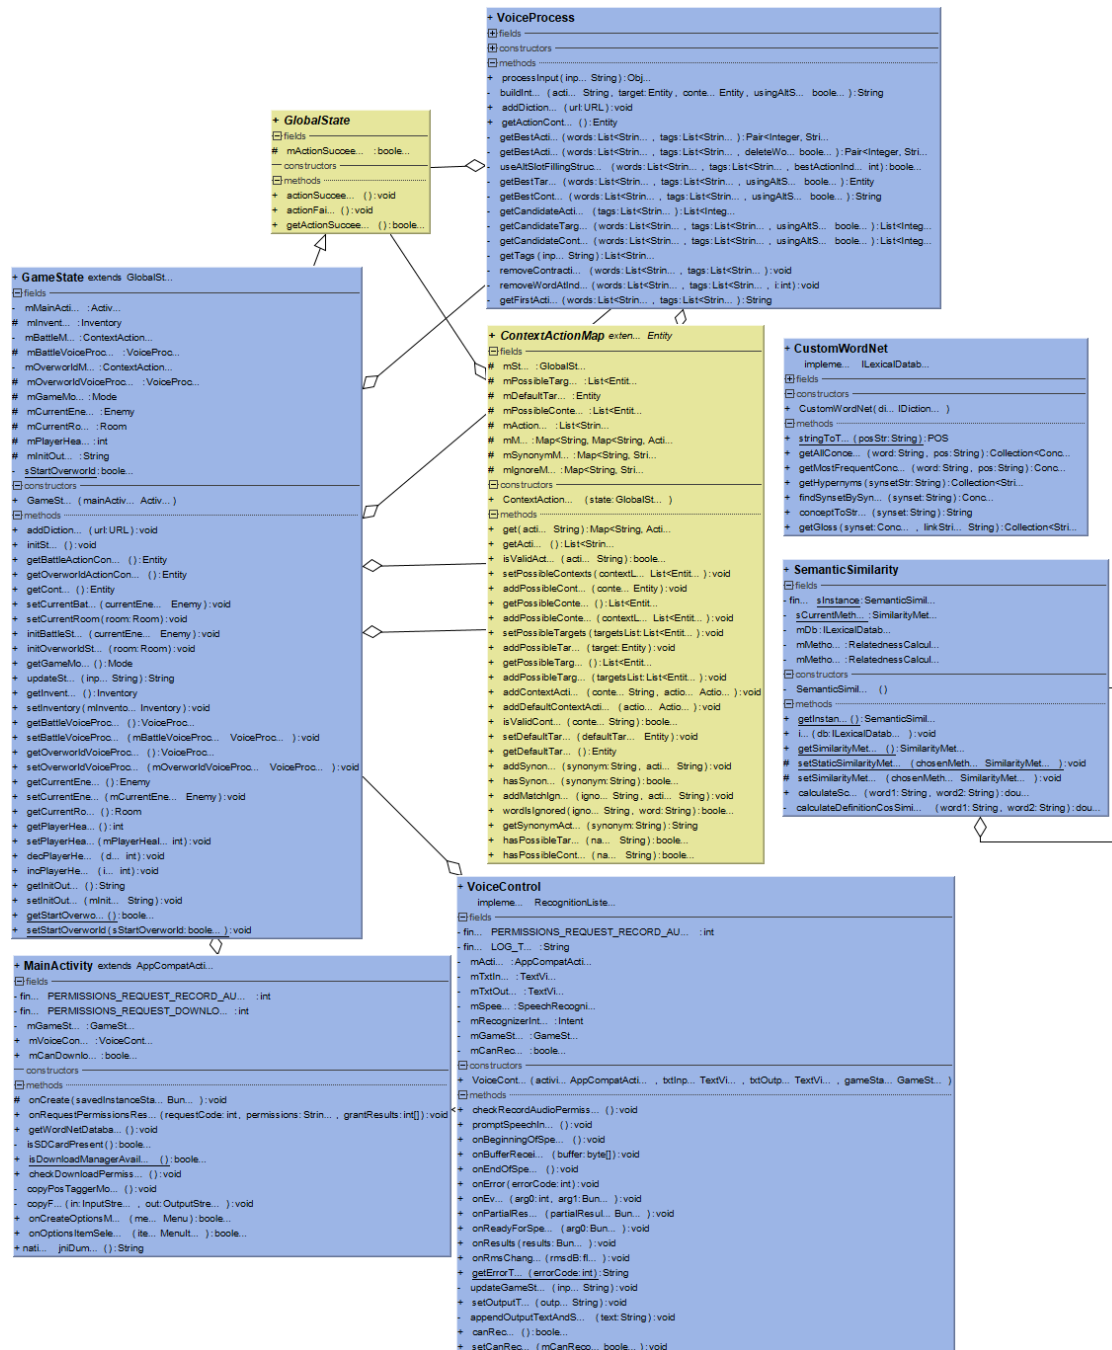 + VoiceProcess
fields
constructors
methods
+ processInput ( inp... String ) : Obj...
- buildInt... ( acti... String, target: Entity, conte... Entity, usingAltS... boole... ) : String
+ addDiction... ( url: URL ) : void
+ getActionCont... ( ) : Entity
- getBestActi... ( words: List<Strin... , tags: List<Strin... ) : Pair<Integer, Stri...
- getBestActi... ( words: List<Strin... , tags: List<Strin... , deleteWo... boole... ) : Pair<Integer, Stri...
- useAltSlotFillingStruc... ( words: List<Strin... , tags: List<Strin... , bestActionInd... int ) : boole...
- getBestTar... ( words: List<Strin... , tags: List<Strin... , usingAltS... boole... ) : Entity
- getBestCont... ( words: List<Strin... , tags: List<Strin... , usingAltS... boole... ) : String
- getCandidateActi... ( tags: List<Strin... ) : List<Integ...
- getCandidateTarg... ( words: List<Strin... , tags: List<Strin... , usingAltS... boole... ) : List<Integ...
- getCandidateCont... ( words: List<Strin... , tags: List<Strin... , usingAltS... boole... ) : List<Integ...
- getTags ( inp... String ) : List<Strin...
- removeContracti... ( words: List<Strin... , tags: List<Strin... ) : void
- removeWordAtInd... ( words: List<Strin... , tags: List<Strin... , i: int ) : void
- getFirstActi... ( words: List<Strin... , tags: List<Strin... ) : String
+ GlobalState
fields
# mActionSuccee... : boole...
constructors
methods
+ actionSuccee... ( ) : void
+ actionFai... ( ) : void
+ getActionSuccee... ( ) : boole...
+ GameState extends GlobalSt...
fields
- mMainActi... : Activ...
# mInvent... : Inventory
- mBattleM... : ContextAction...
# mBattleVoiceProc... : VoiceProc...
- mOverworldM... : ContextAction...
# mOverworldVoiceProc... : VoiceProc...
# mGameMo... : Mode
# mCurrentEne... : Enemy
# mCurrentRo... : Room
# mPlayerHea... : int
# mInitOut... : String
- sStartOverworld : boole...
constructors
+ GameSt... ( mainActiv... Activ... )
methods
+ addDiction... ( url: URL ) : void
+ initSt... ( ) : void
+ getBattleActionCon... ( ) : Entity
+ getOverworldActionCon... ( ) : Entity
+ getCont... ( ) : Entity
+ setCurrentBat... ( currentEne... Enemy ) : void
+ setCurrentRoom ( room: Room ) : void
+ initBattleSt... ( currentEne... Enemy ) : void
+ initOverworldSt... ( room: Room ) : void
+ getGameMo... ( ) : Mode
+ updateSt... ( inp... String ) : String
+ getInvent... ( ) : Inventory
+ setInventory ( mInvento... Inventory ) : void
+ getBattleVoiceProc... ( ) : VoiceProc...
+ setBattleVoiceProc... ( mBattleVoiceProc... VoiceProc... ) : void
+ getOverworldVoiceProc... ( ) : VoiceProc...
+ setOverworldVoiceProc... ( mOverworldVoiceProc... VoiceProc... ) : void
+ getCurrentEne... ( ) : Enemy
+ setCurrentEne... ( mCurrentEne... Enemy ) : void
+ getCurrentRo... ( ) : Room
+ getPlayerHea... ( ) : int
+ setPlayerHea... ( mPlayerHeal... int ) : void
+ decPlayerHe... ( d... int ) : void
+ incPlayerHe... ( i... int ) : void
+ getInitOut... ( ) : String
+ setInitOut... ( mInit... String ) : void
+ getStartOverwo... ( ) : boole...
+ setStartOverworld ( sStartOverworld: boole... ) : void
+ ContextActionMap exten... Entity
fields
# mSt... : GlobalSt...
# mPossibleTarg... : List<Entit...
# mDefaultTar... : Entity
# mPossibleConte... : List<Entit...
# mAction... : List<Strin...
# mM... : Map<String, Map<String, Acti...
# mSynonymM... : Map<String, Stri...
# mIgnoreM... : Map<String, Stri...
constructors
+ ContextAction... ( state: GlobalSt... )
methods
+ get ( acti... String ) : Map<String, Acti...
+ getActi... ( ) : List<Strin...
+ isValidAct... ( acti... String ) : boole...
+ setPossibleContexts ( contextL... List<Entit... ) : void
+ addPossibleCont... ( conte... Entity ) : void
+ getPossibleConte... ( ) : List<Entit...
+ addPossibleConte... ( contextL... List<Entit... ) : void
+ setPossibleTargets ( targetsList: List<Entit... ) : void
+ addPossibleTar... ( target: Entity ) : void
+ getPossibleTarg... ( ) : List<Entit...
+ addPossibleTarg... ( targetsList: List<Entit... ) : void
+ addContextActi... ( conte... String, actio... Actio... ) : void
+ addDefaultContextActi... ( actio... Actio... ) : void
+ isValidCont... ( conte... String ) : boole...
+ setDefaultTar... ( defaultTar... Entity ) : void
+ getDefaultTar... ( ) : Entity
+ addSynon... ( synonym: String, acti... String ) : void
+ hasSynon... ( synonym: String ) : boole...
+ addMatchIgn... ( igno... String, acti... String ) : void
+ wordIsIgnored ( igno... String, word: String ) : boole...
+ getSynonymAct... ( synonym: String ) : String
+ hasPossibleTar... ( na... String ) : boole...
+ hasPossibleCont... ( na... String ) : boole...
+ CustomWordNet
impleme... ILexicalDatab...
fields
constructors
+ CustomWordNet ( di... IDiction... )
methods
+ stringToT... ( posStr: String ) : POS
+ getAllConce... ( word: String, pos: String ) : Collection<Conc...
+ getMostFrequentConc... ( word: String, pos: String ) : Conc...
+ getHypernyms ( synsetStr: String ) : Collection<Stri...
+ findSynsetBySyn... ( synset: String ) : Conc...
+ conceptToStr... ( synset: String ) : String
+ getGloss ( synset: Conc... , linkStri... String ) : Collection<Stri...
+ SemanticSimilarity
fields
- fin... sInstance : SemanticSimil...
- sCurrentMeth... : SimilarityMet...
- mDb : ILexicalDatab...
- mMetho... : RelatednessCalcul...
- mMetho... : RelatednessCalcul...
constructors
- SemanticSimil... ( )
methods
+ getInstan... ( ) : SemanticSimil...
+ i... ( db: ILexicalDatab... ) : void
+ getSimilarityMet... ( ) : SimilarityMet...
# setStaticSimilarityMet... ( chosenMeth... SimilarityMet... ) : void
# setSimilarityMet... ( chosenMeth... SimilarityMet... ) : void
+ calculateSc... ( word1: String, word2: String ) : dou...
- calculateDefinitionCosSimi... ( word1: String, word2: String ) : dou...
+ MainActivity extends AppCompatActi...
fields
- fin... PERMISSIONS_REQUEST_RECORD_AU... : int
- fin... PERMISSIONS_REQUEST_DOWNLO... : int
- mGameSt... : GameSt...
+ mVoiceCon... : VoiceCont...
+ mCanDownlo... : boole...
constructors
methods
# onCreate ( savedInstanceSta... Bun... ) : void
+ onRequestPermissionsRes... ( requestCode: int, permissions: Strin... , grantResults: int[] ) : void
+ getWordNetDataba... ( ) : void
- isSDCardPresent ( ) : boole...
+ isDownloadManagerAvail... ( ) : boole...
+ checkDownloadPermiss... ( ) : void
- copyPosTaggerMo... ( ) : void
- copyF... ( in: InputStre... , out: OutputStre... ) : void
+ onCreateOptionsM... ( me... Menu ) : boole...
+ onOptionsItemSele... ( ite... MenuIt... ) : boole...
+ nati... jniDum... ( ) : String
+ VoiceControl
impleme... RecognitionListe...
fields
- fin... PERMISSIONS_REQUEST_RECORD_AU... : int
- fin... LOG_T... : String
- mActi... : AppCompatActi...
- mTxtIn... : TextVi...
- mTxtOut... : TextVi...
- mSpee... : SpeechRecogni...
- mRecognizerInt... : Intent
- mGameSt... : GameSt...
- mCanRec... : boole...
constructors
+ VoiceCont... ( activi... AppCompatActi... , txtInp... TextVi... , txtOutp... TextVi... , gameSta... GameSt... )
methods
+ checkRecordAudioPermiss... ( ) : void
+ promptSpeechIn... ( ) : void
+ onBeginningOfSpe... ( ) : void
+ onBufferRecei... ( buffer: byte[] ) : void
+ onEndOfSpe... ( ) : void
+ onError ( errorCode: int ) : void
+ onEv... ( arg0: int, arg1: Bun... ) : void
+ onPartialRes... ( partialResul... Bun... ) : void
+ onReadyForSpe... ( arg0: Bun... ) : void
+ onResults ( results: Bun... ) : void
+ onRmsChang... ( rmsdB: fl... ) : void
+ getErrorT... ( errorCode: int ) : String
- updateGameSt... ( inp... String ) : void
+ setOutputT... ( outp... String ) : void
- appendOutputTextAndS... ( text: String ) : void
+ canRec... ( ) : boole...
+ setCanRec... ( mCanReco... boole... ) : void